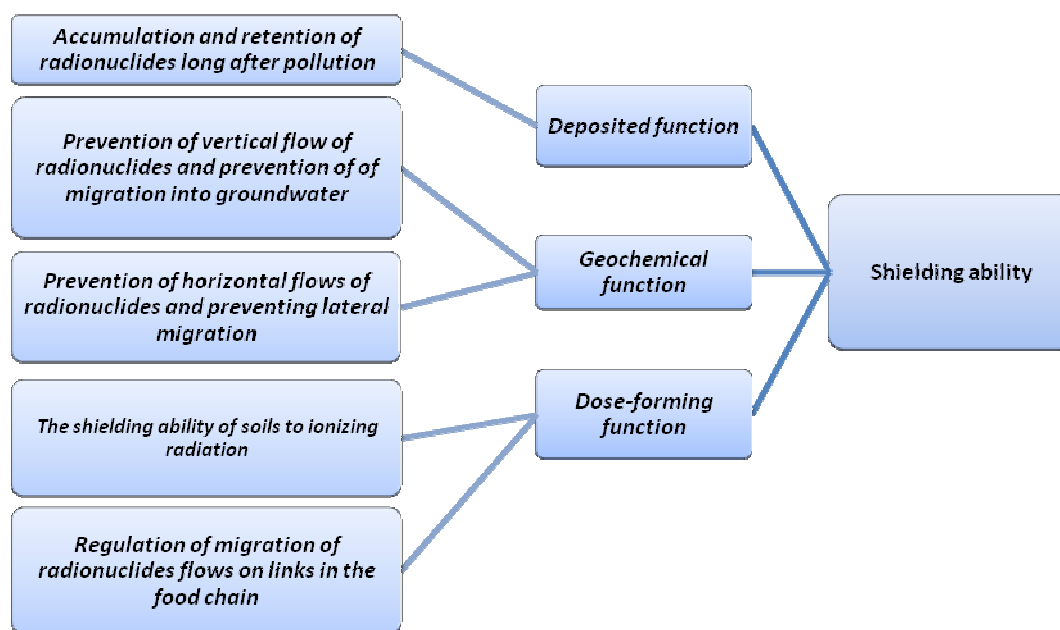 Accumulation and retention of
radionuclides long after pollution
Prevention of vertical flow of
radionuclides and prevention of of
migration into groundwater
Prevention of horizontal flows of
radionuclides and preventing lateral
migration
The shielding ability of soils to ionizing
radiation
Regulation of migration of
radionuclides flows on links in the
food chain
Deposited function
Geochemical
function
Dose-forming
function
Shielding ability